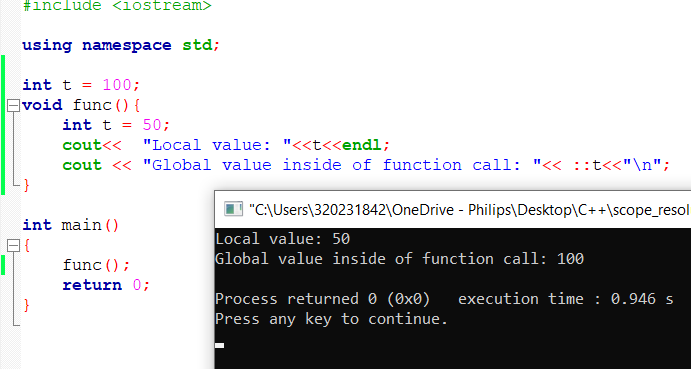 #include <iostream>
using namespace std;
int t = 100;
void func(){
int t = 50;
cout<<  "Local value: "<<t<<endl;
cout << "Global value inside of function call: "<< ::t<<"\n";
}
int main()
{
func();
return 0;
}
"C:\Users\320231842\OneDrive - Philips\Desktop\C++\scope_resol
Local value: 50
Global value inside of function call: 100
Process returned 0 (0x0)   execution time : 0.946 s
Press any key to continue.